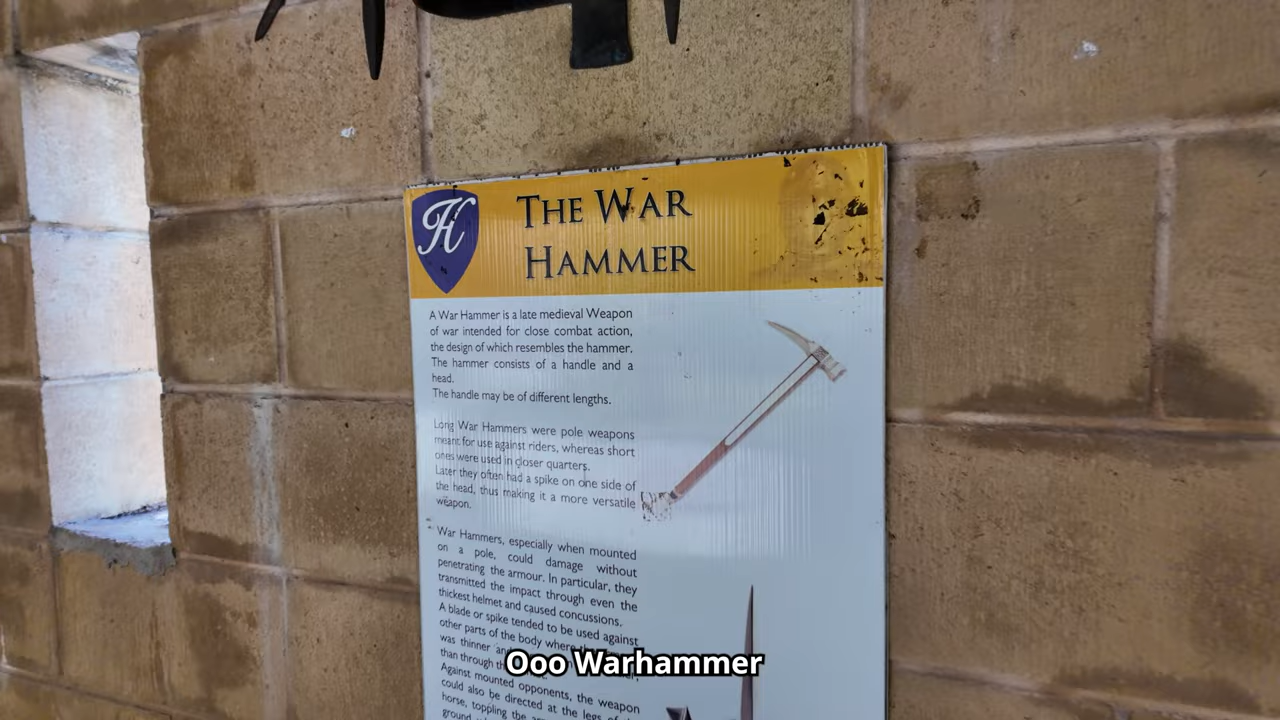 H
THE WAR
HAMMER
A War Hammer is a late medieval Weapon
of war intended for close combat action,
the design of which resembles the hammer.
The hammer consists of a handle and a
head.
The handle may be of different lengths.
Long War Hammers were pole weapons
meant for use against riders, whereas short
ones were used in closer quarters.
Later they often had a spike on one side of
the head, thus making it a more versatile
weapon.
War Hammers, especially when mounted
on a pole, could damage without
penetrating the armour. In particular, they
transmitted the impact through even the
thickest helmet and caused concussions.
A blade or spike tended to be used against
other parts of the body where
was thinner
than through
Ooo Warhammer
Against mounted opponents, the weapon
could also be directed at the legs of
horse, toppling the
ground